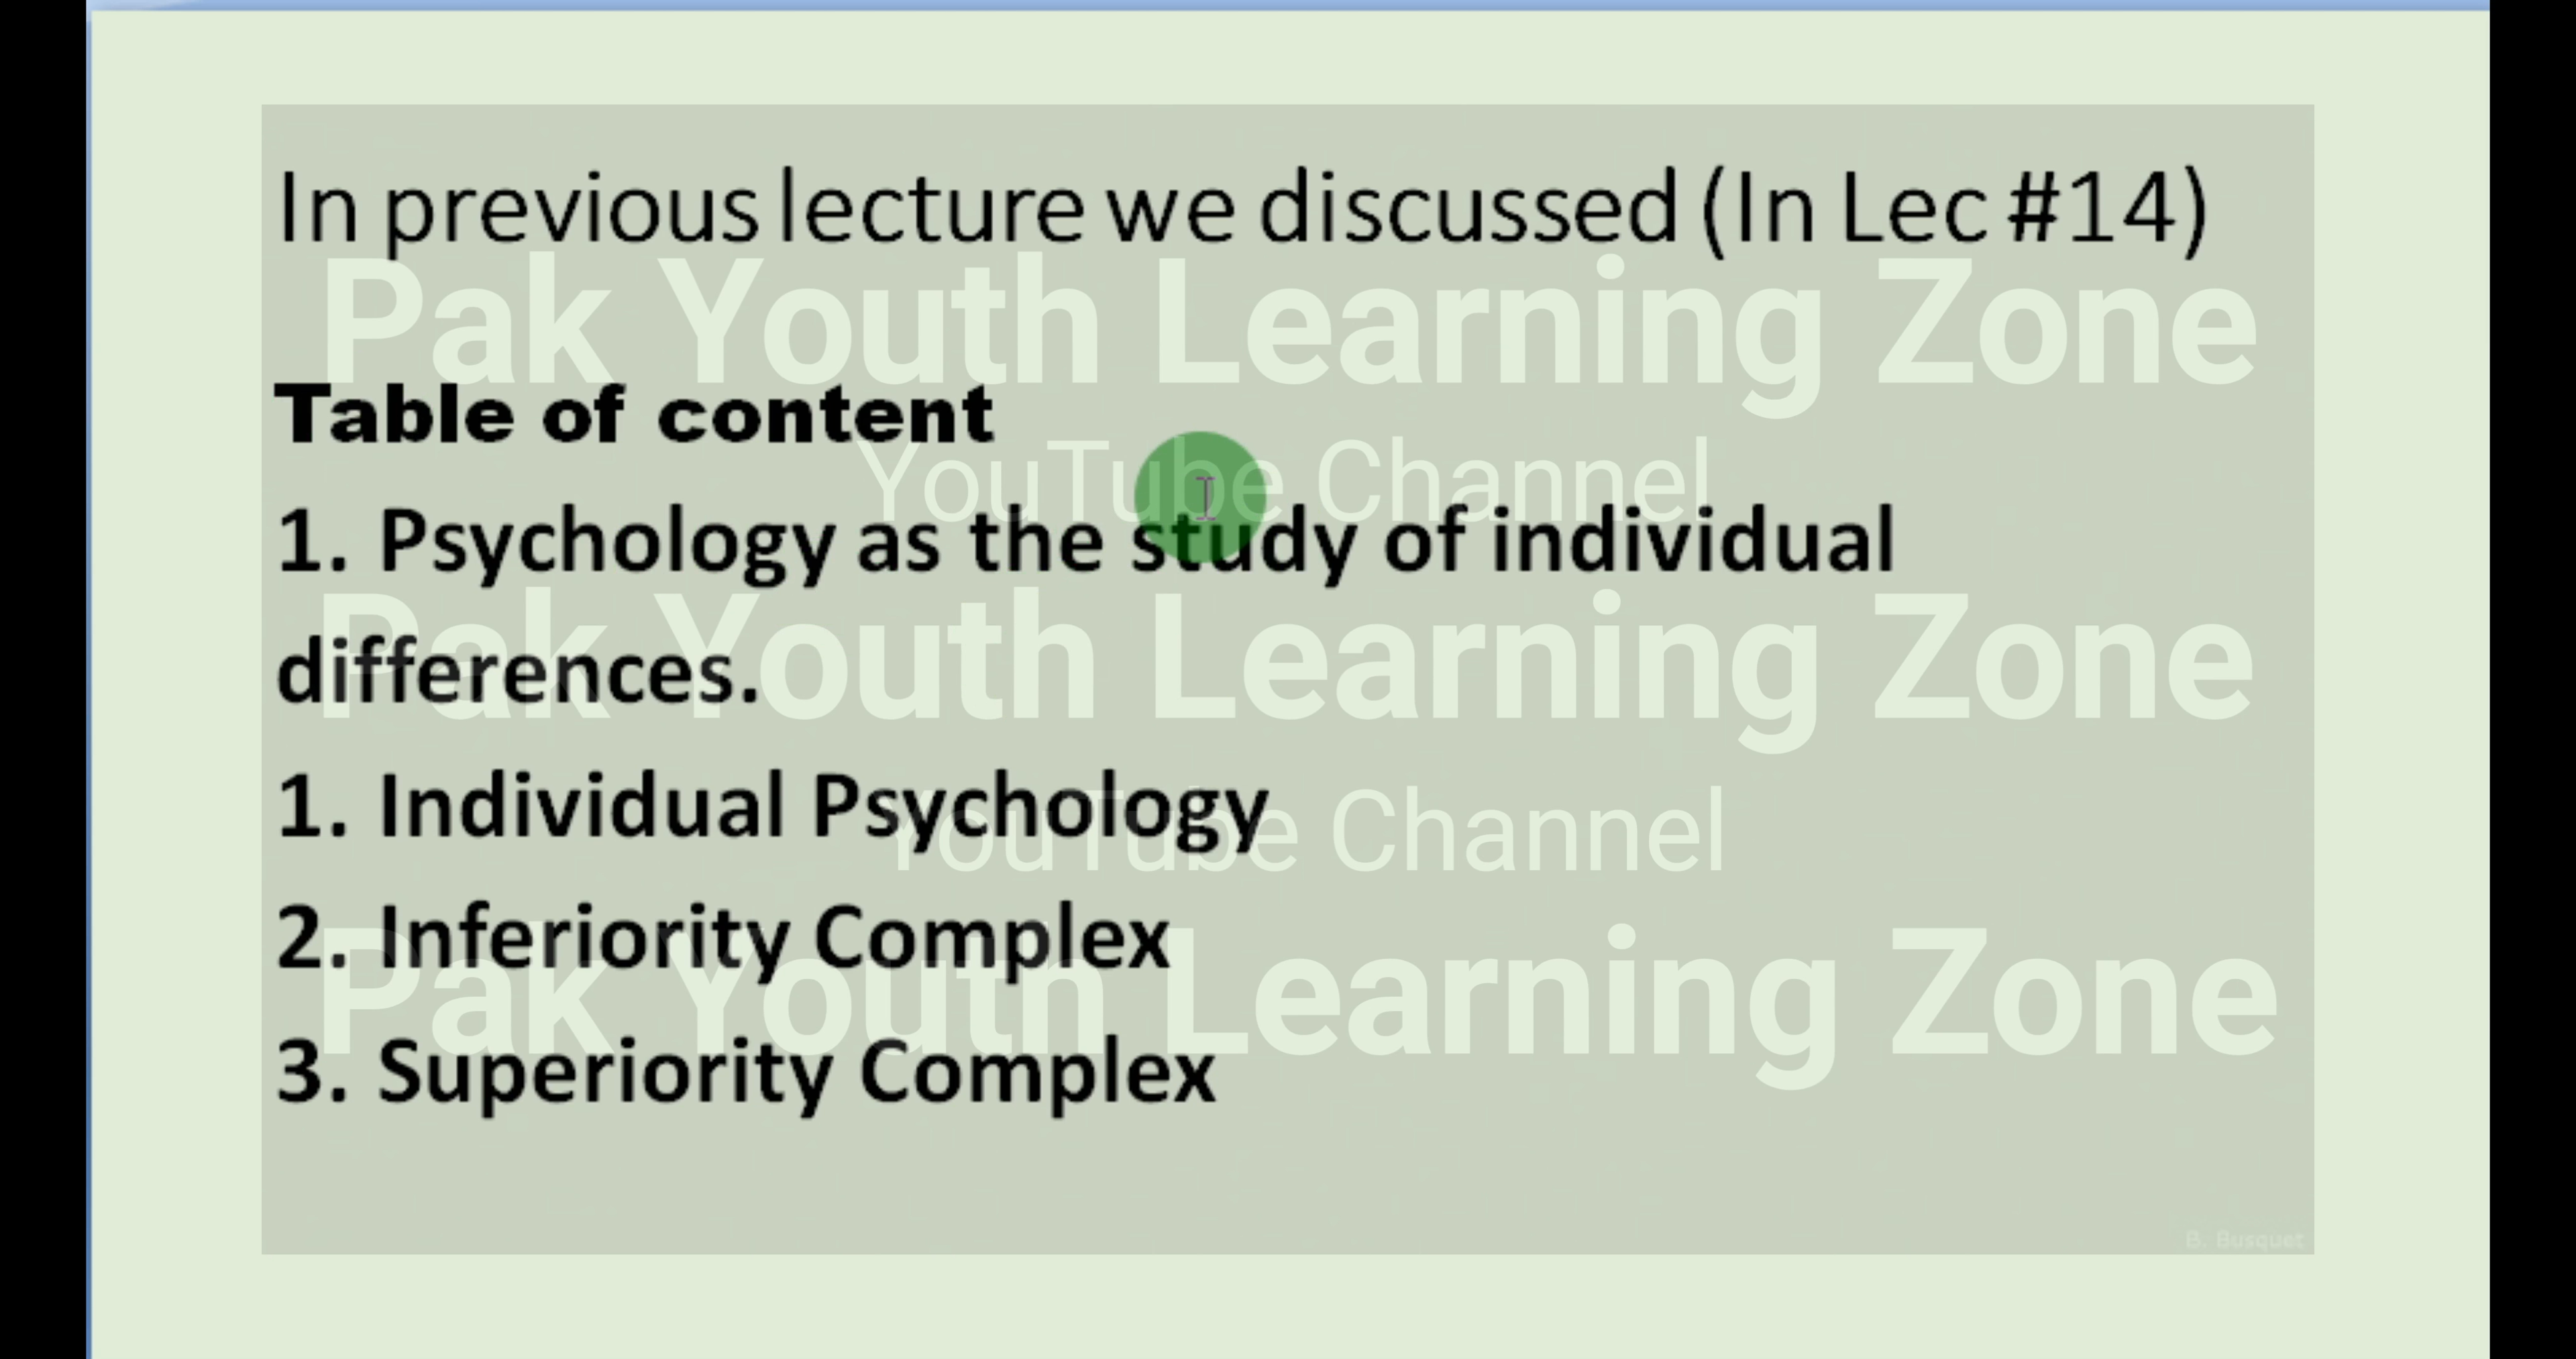 In previous lecture we discussed (In Lec #14)
Pak Youth Learning Zone
Table of content
YouTube Channel
1. Psychology as the study of individual
Pak Youth Learning Zone
differences.
1. Individual Psychology
YouTube Channel
2. Inferiority Complex
Pak Youth Learning Zone
3. Superiority Complex
B. Busquet